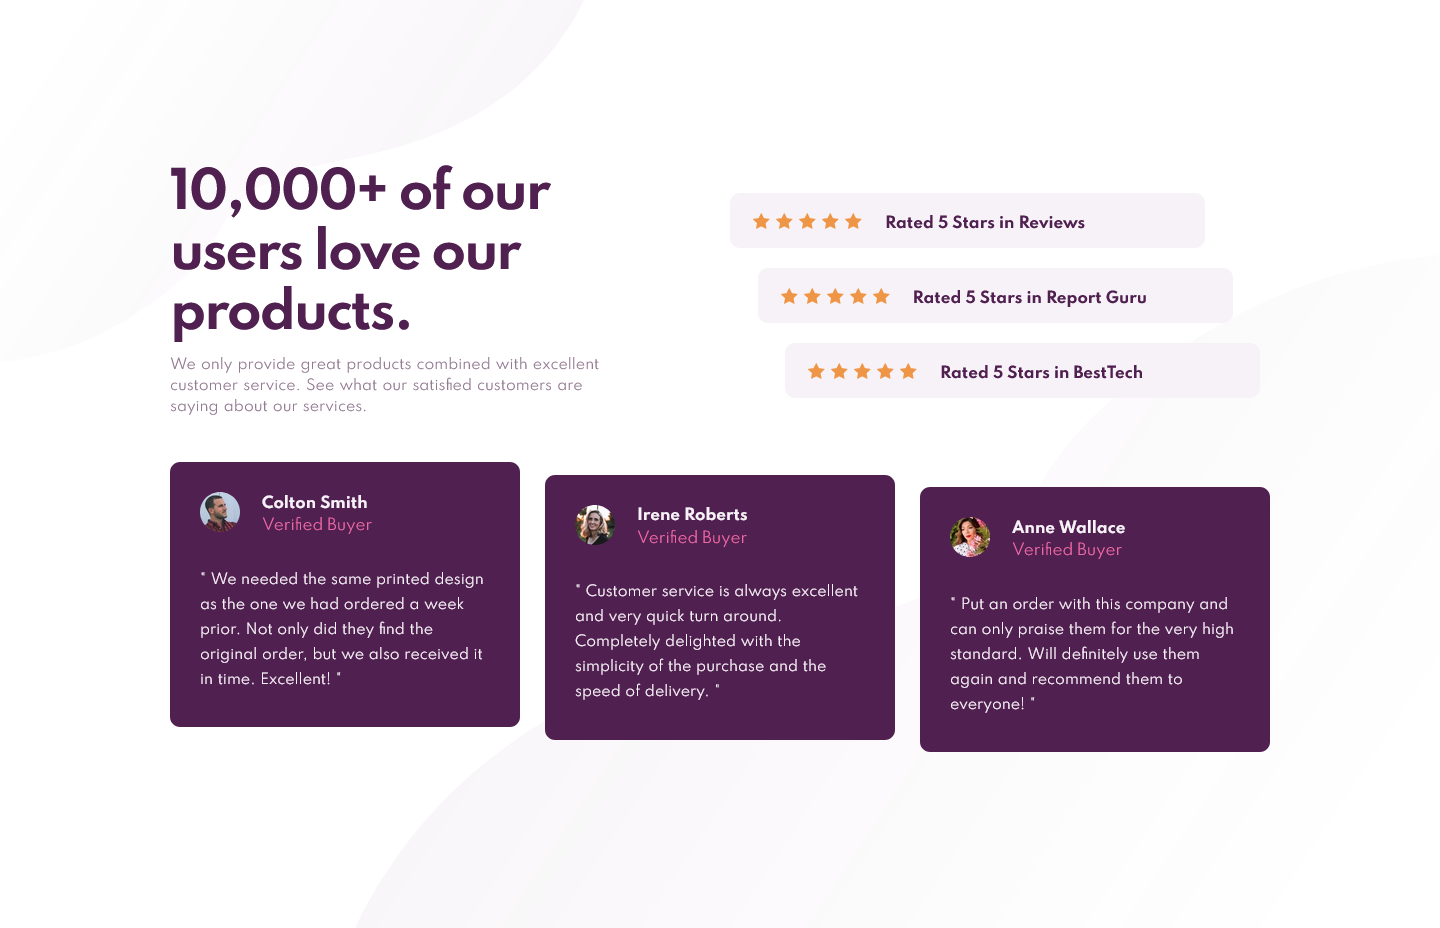 10,000+ of our
users love our
products.
We only provide great products combined with excellent
customer service. See what our satisfied customers are
saying about our services.
Rated 5 Stars in Reviews
Rated 5 Stars in Report Guru
Rated 5 Stars in BestTech
Colton Smith
Verified Buyer
" We needed the same printed design
as the one we had ordered a week
prior. Not only did they find the
original order, but we also received it
in time. Excellent! "
Irene Roberts
Verified Buyer
" Customer service is always excellent
and very quick turn around.
Completely delighted with the
simplicity of the purchase and the
speed of delivery. "
Anne Wallace
Verified Buyer
" Put an order with this company and
can only praise them for the very high
standard. Will definitely use them
again and recommend them to
everyone! "